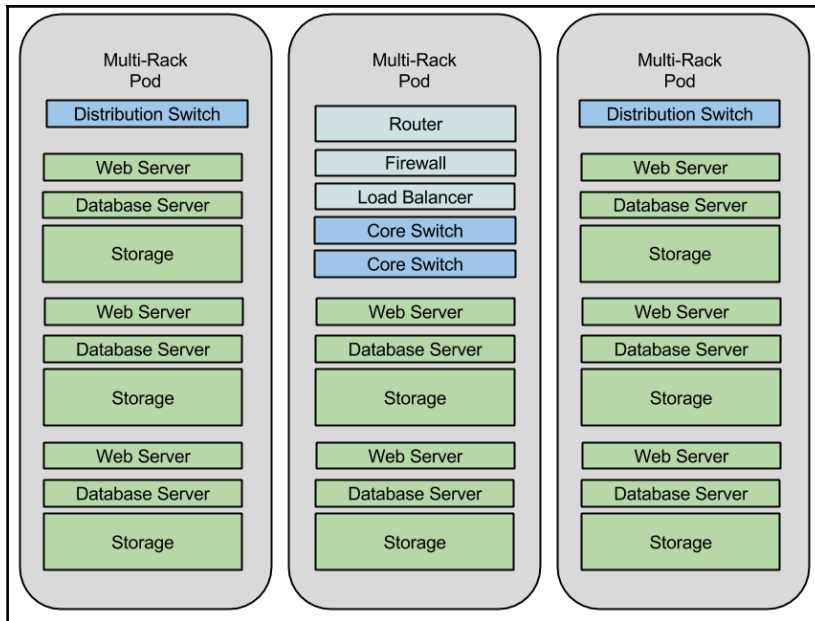 Multi-Rack
Pod
Distribution Switch
Web Server
Database Server
Storage
Web Server
Database Server
Storage
Web Server
Database Server
Storage
Multi-Rack
Pod
Router
Firewall
Load Balancer
Core Switch
Core Switch
Web Server
Database Server
Storage
Web Server
Database Server
Storage
Multi-Rack
Pod
Distribution Switch
Web Server
Database Server
Storage
Web Server
Database Server
Storage
Web Server
Database Server
Storage